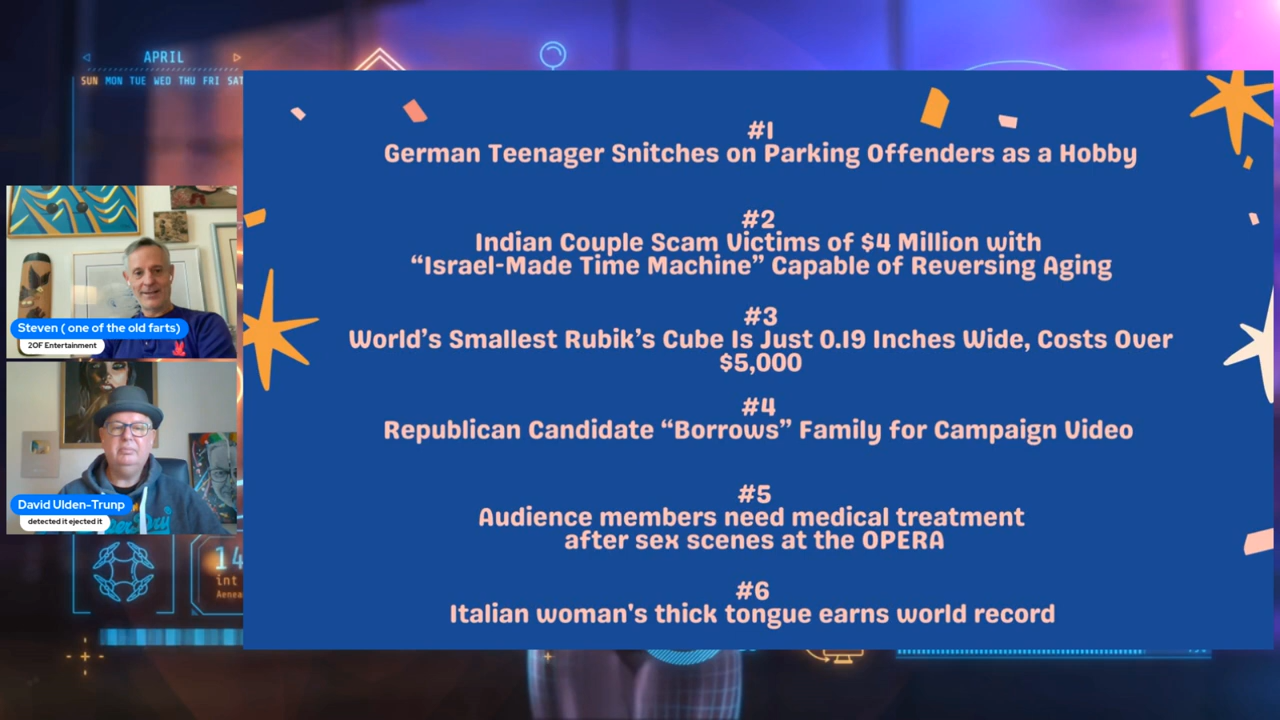 APRIL
SUN MON TUE WED THU FRI SAT
#1
German Teenager Snitches on Parking Offenders as a Hobby
#2
Indian Couple Scam Victims of $4 Million with
“Israel-Made Time Machine” Capable of Reversing Aging
#3
World’s Smallest Rubik’s Cube Is Just 0.19 Inches Wide, Costs Over
$5,000
#4
Republican Candidate “Borrows” Family for Campaign Video
#5
Audience members need medical treatment
after sex scenes at the OPERA
#6
Italian woman's thick tongue earns world record
Steven ( one of the old farts)
2OF Entertainment
David Ulden-Trunp
detected it ejected it
14
int
Aenea